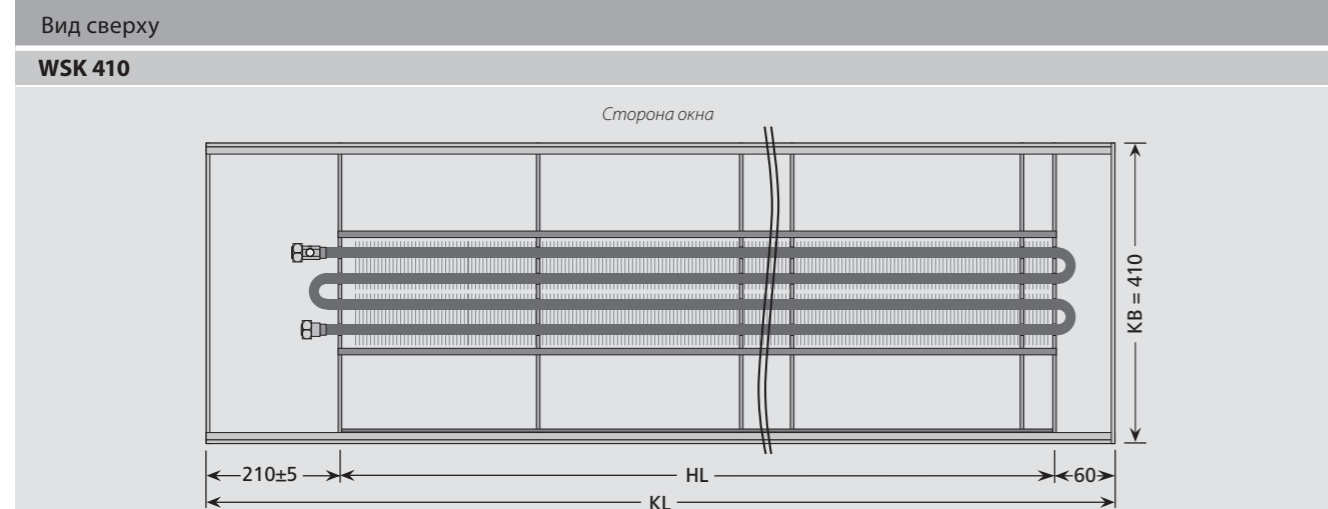 Вид сверху
WSK 410
Сторона окна
KB = 410
210±5
HL
60
KL